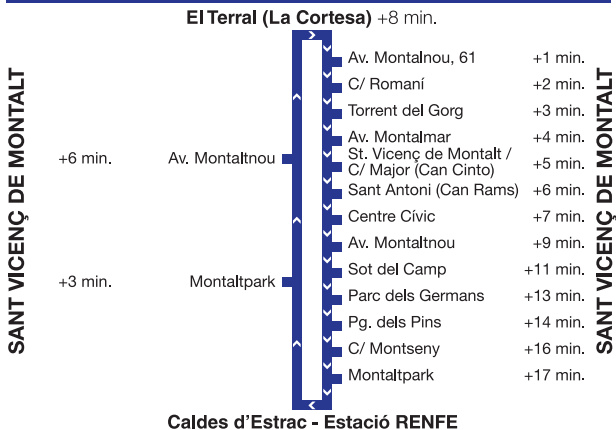 El Terral (La Cortesa) +8 min.
SANT VICENÇ DE MONTALT
+6 min. Av. Montaltnou
+3 min. Montaltpark
Av. Montalnou, 61 +1 min.
C/ Romaní +2 min.
Torrent del Gorg +3 min.
Av. Montalmar +4 min.
St. Vicenç de Montalt /
C/ Major (Can Cinto) +5 min.
Sant Antoni (Can Rams) +6 min.
Centre Cívic +7 min.
Av. Montaltnou +9 min.
Sot del Camp +11 min.
Parc dels Germans +13 min.
Pg. dels Pins +14 min.
C/ Montseny +16 min.
Montaltpark +17 min.
SANT VICENÇ DE MONTALT
Caldes d'Estrac - Estació RENFE